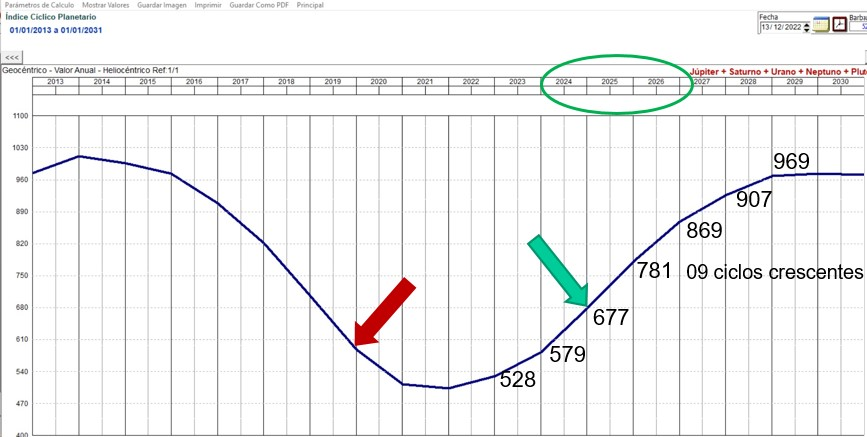 Parámetros de Calculo Mostrar Valores Guardar Imagen Imprimir Guardar Como PDF Principal
Índice Cíclico Planetario
01/01/2013 a 01/01/2031
Fecha
13/12/2022
<<<
Geocéntrico - Valor Anual - Heliocéntrico Ref:1/1
Júpiter + Saturno + Urano + Neptuno +
2013 2014 2015 2016 2017 2018 2019 2020 2021 2022 2023 2024 2025 2026 2027 2028 2029 2030
1100
1030
960
890
820
750
680
610
540
470
400
969
907
869
781 09 ciclos crescentes
677
579
528